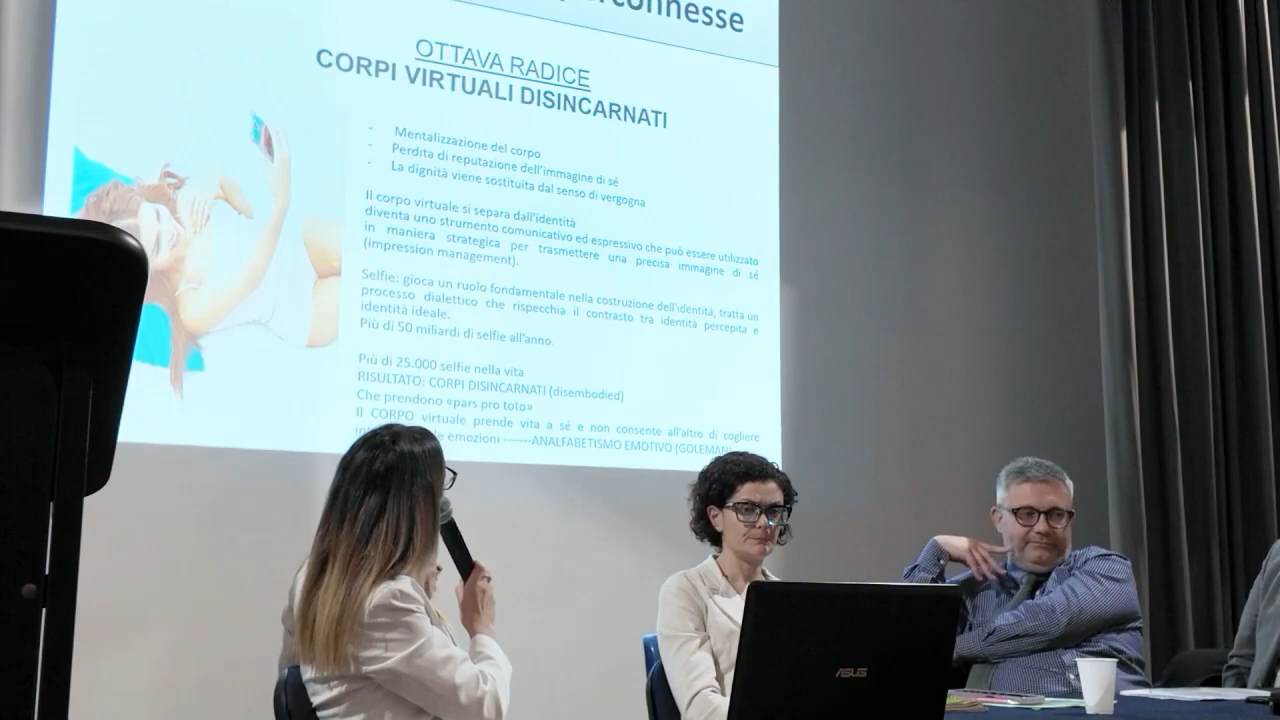 connesse
OTTAVA RADICE
CORPI VIRTUALI DISINCARNATI
- Mentalizzazione del corpo
- Perdita di reputazione dell'immagine di sé
- La dignità viene sostituita dal senso di vergogna
Il corpo virtuale si separa dall'identità
diventa uno strumento comunicativo ed espressivo che può essere utilizzato
in maniera strategica per trasmettere una precisa immagine di sé
(impression management).
Selfie: gioca un ruolo fondamentale nella costruzione dell'identità, tratta un
processo dialettico che rispecchia il contrasto tra identità percepita e
identità ideale.
Più di 50 miliardi di selfie all'anno.
Più di 25.000 selfie nella vita
RISULTATO: CORPI DISINCARNATI (disembodied)
Che prendono «pars pro toto»
Il CORPO virtuale prende vita a sé e non consente all'altro di cogliere
le emozioni -------ANALFABETISMO EMOTIVO (GOLEMAN)
ASUS